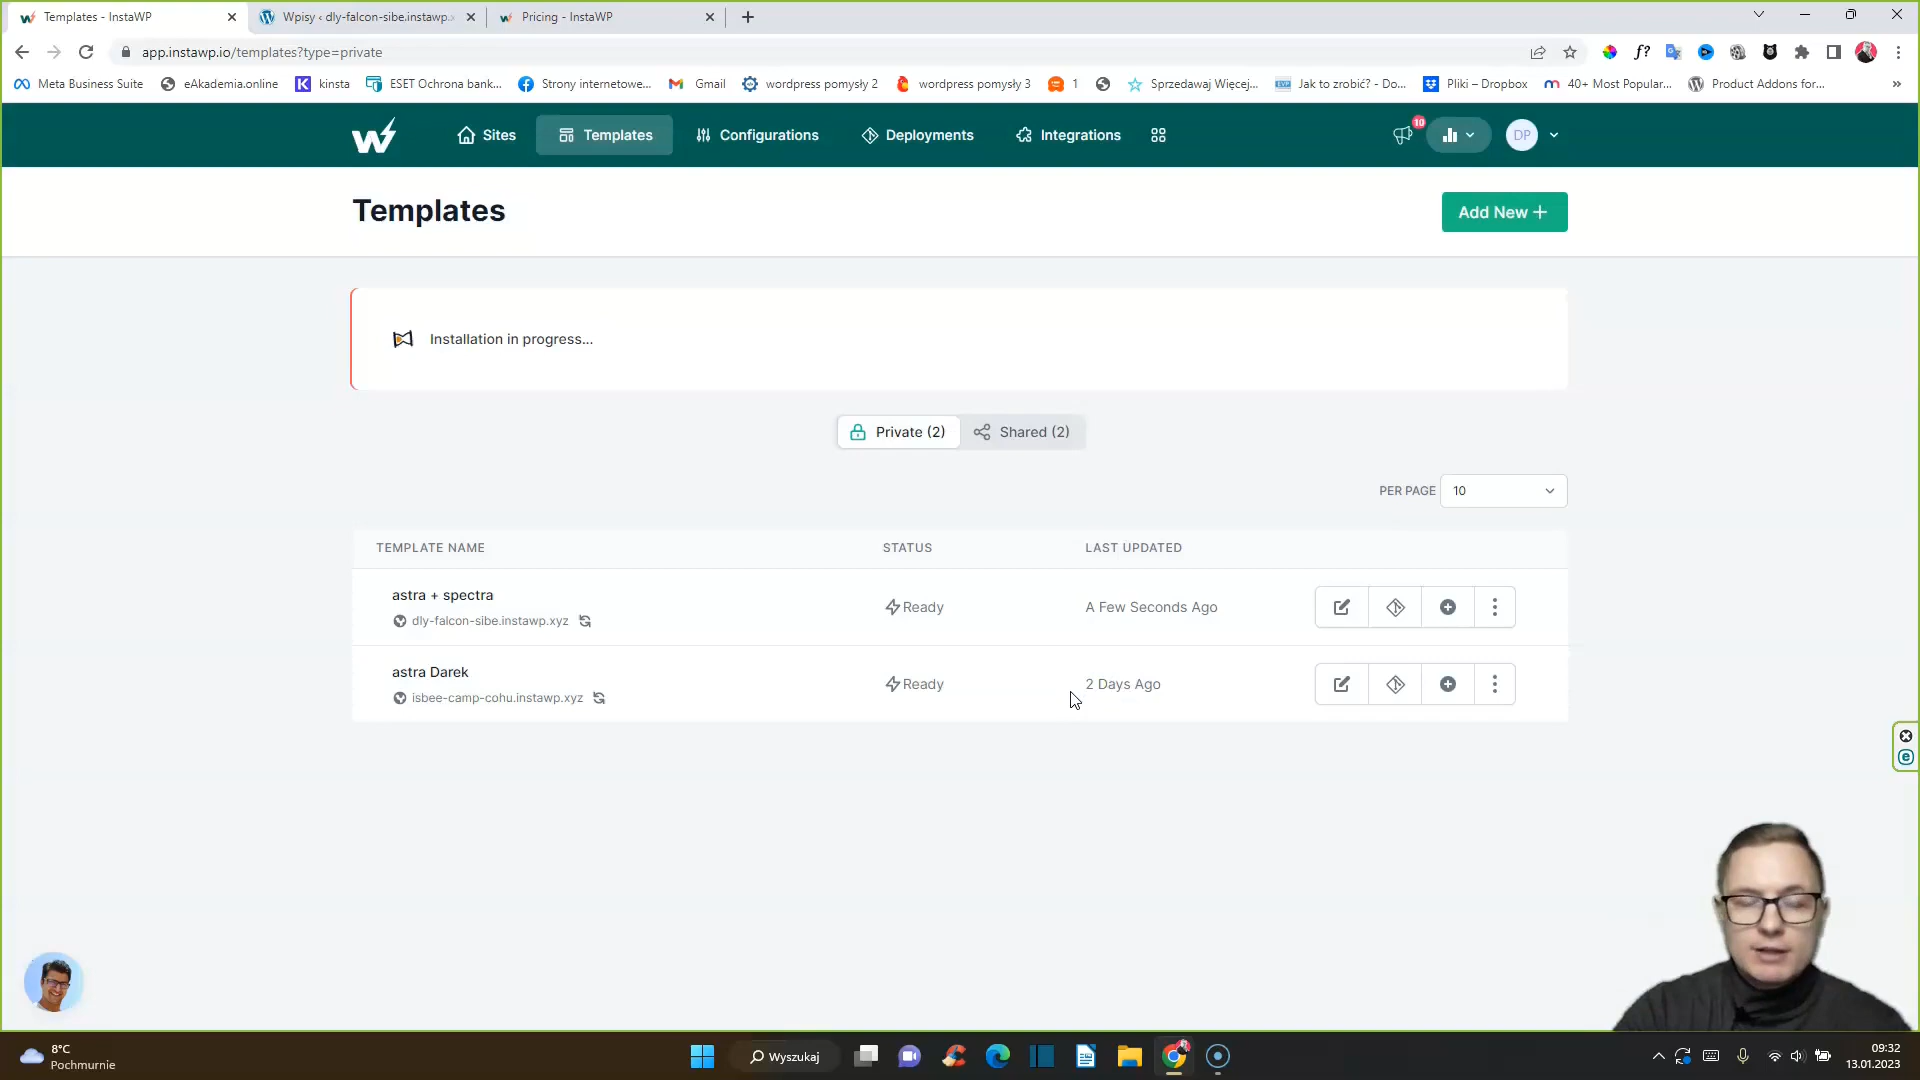 Templates - InstaWP
Wpisy ‹ dly-falcon-sibe.instawp.x
Pricing - InstaWP
app.instawp.io/templates?type=private
f?
Meta Business Suite
eAkademia.online
K kinsta
ESET Ochrona bank...
Strony internetowe...
Gmail
wordpress pomysły 2
wordpress pomysły 3
1
Sprzedawaj Więcej,...
Jak to zrobić? - Do...
Pliki – Dropbox
40+ Most Popular...
Product Addons for...
»
Sites
Templates
Configurations
Deployments
Integrations
10
DP
Templates
Add New +
Installation in progress...
Private (2)
Shared (2)
PER PAGE
10
TEMPLATE NAME
STATUS
LAST UPDATED
astra + spectra
dly-falcon-sibe.instawp.xyz
Ready
A Few Seconds Ago
astra Darek
isbee-camp-cohu.instawp.xyz
Ready
2 Days Ago
8°C
Pochmurnie
Wyszukaj
09:32
13.01.2023